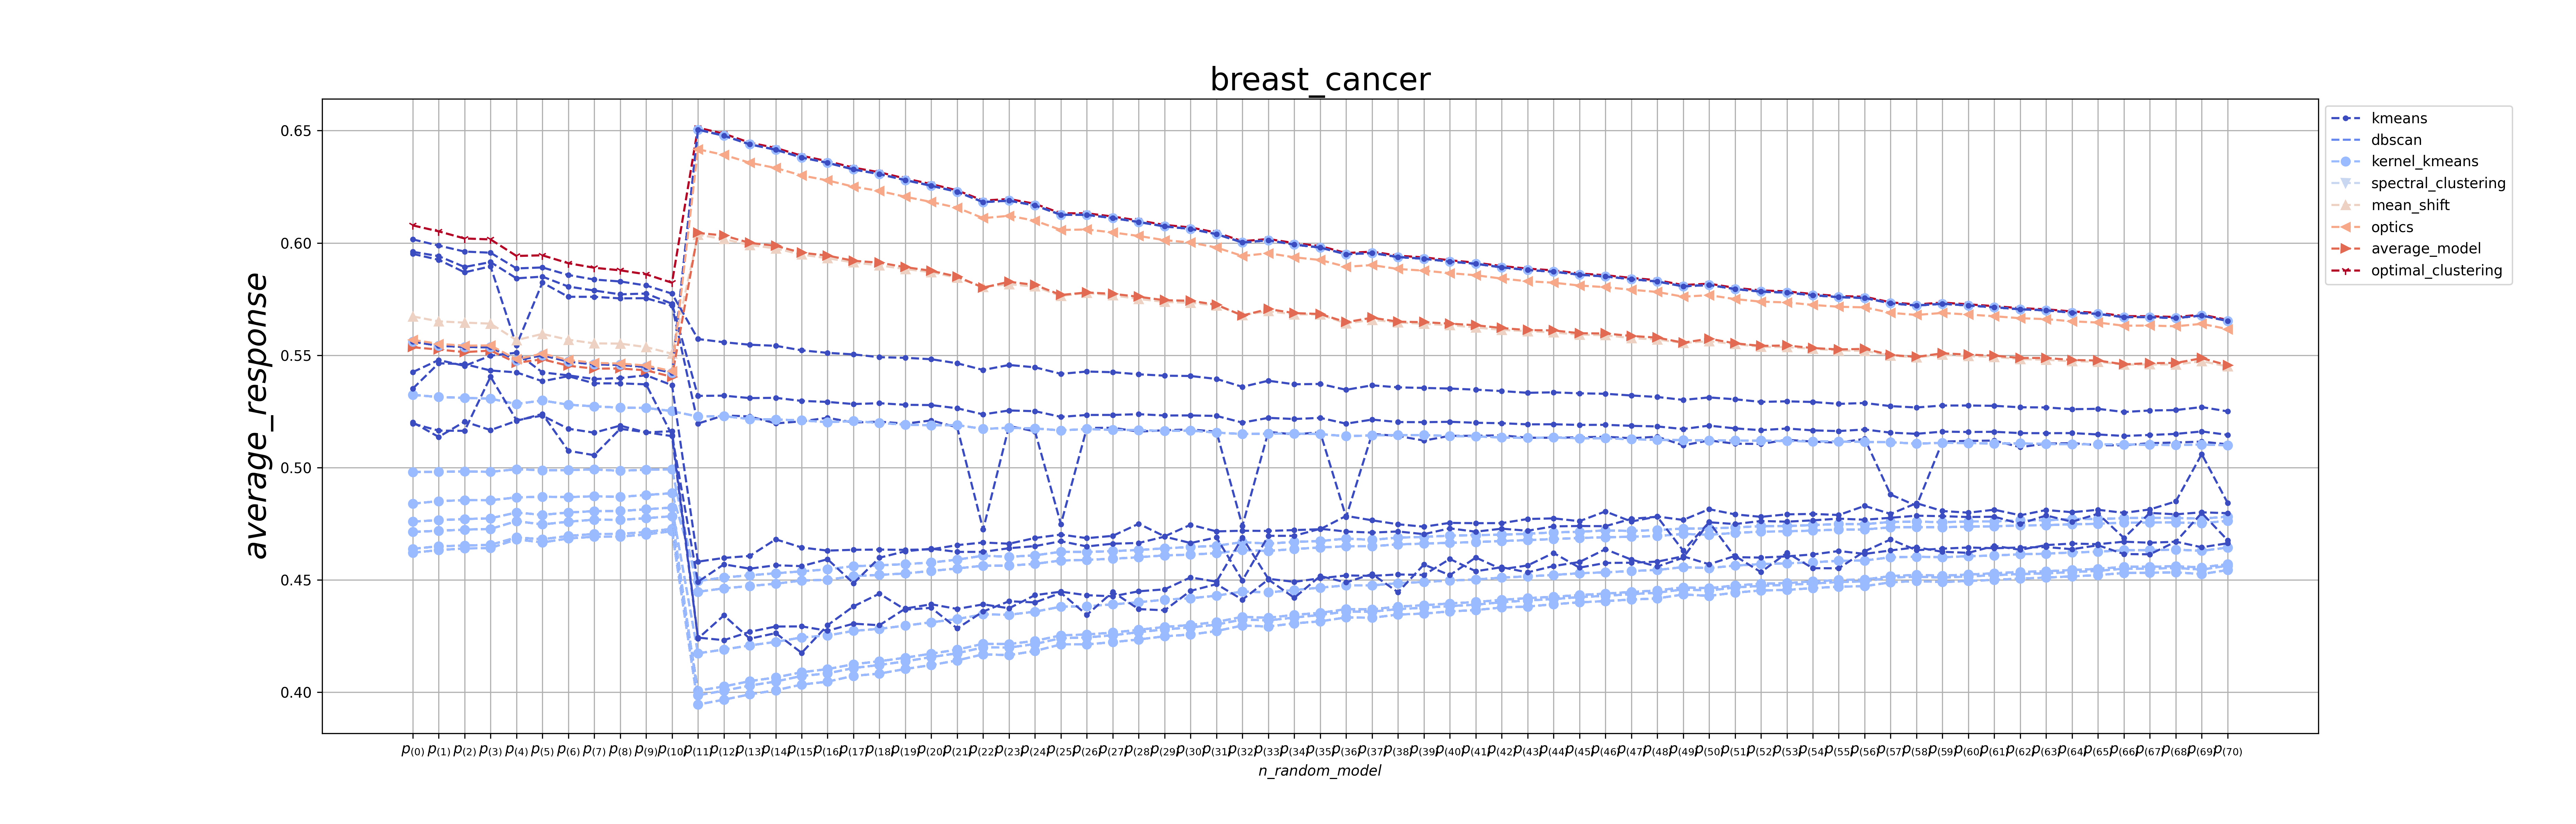 breast_cancer
average_response
0.65
0.60
0.55
0.50
0.45
0.40
kmeans
dbscan
kernel_kmeans
spectral_clustering
mean_shift
optics
average_model
optimal_clustering
p(0) p(1) p(2) p(3) p(4) p(5) p(6) p(7) p(8) p(9) p(10) p(11) p(12) p(13) p(14) p(15) p(16) p(17) p(18) p(19) p(20) p(21) p(22) p(23) p(24) p(25) p(26) p(27) p(28) p(29) p(30) p(31) p(32) p(33) p(34) p(35) p(36) p(37) p(38) p(39) p(40) p(41) p(42) p(43) p(44) p(45) p(46) p(47) p(48) p(49) p(50) p(51) p(52) p(53) p(54) p(55) p(56) p(57) p(58) p(59) p(60) p(61) p(62) p(63) p(64) p(65) p(66) p(67) p(68) p(69) p(70)
n_random_model